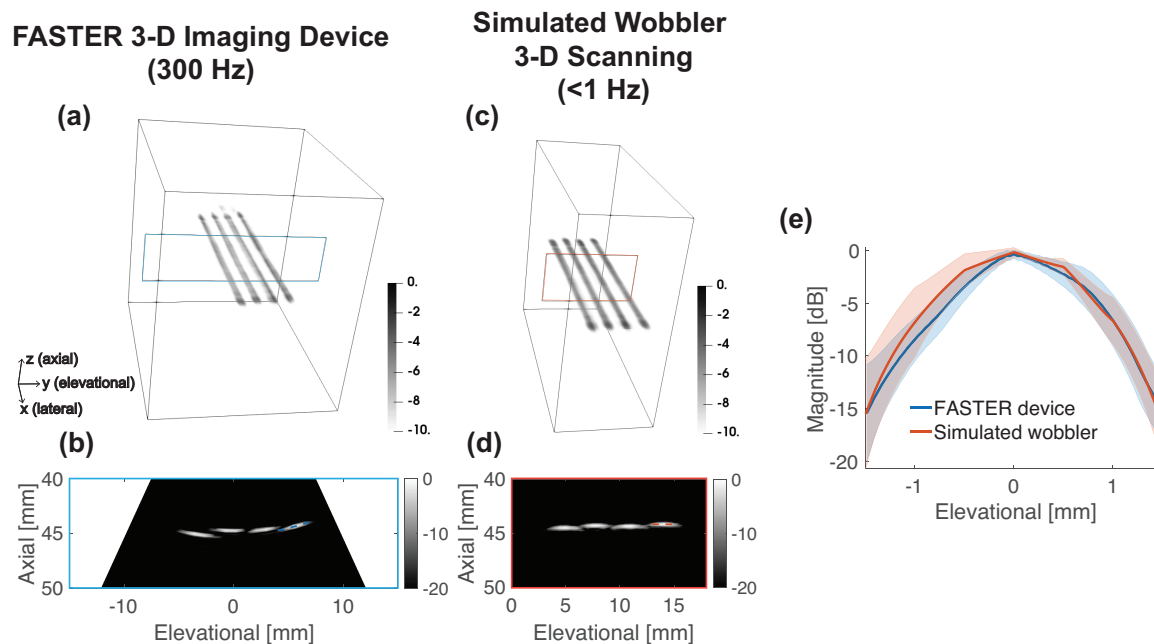 FASTER 3-D Imaging Device
(300 Hz)
Simulated Wobbler
3-D Scanning
(<1 Hz)
(a)
0.
-2
-4
-6
-8
-10.
z (axial)
y (elevational)
x (lateral)
(b)
Axial [mm]
40
45
50
-10
0
10
Elevational [mm]
0
-10
-20
(c)
0.
-2
-4
-6
-8
-10.
(d)
Axial [mm]
40
45
50
0
5
10
15
Elevational [mm]
0
-10
-20
(e)
Magnitude [dB]
0
-5
-10
-15
-20
FASTER device
Simulated wobbler
-1
0
1
Elevational [mm]